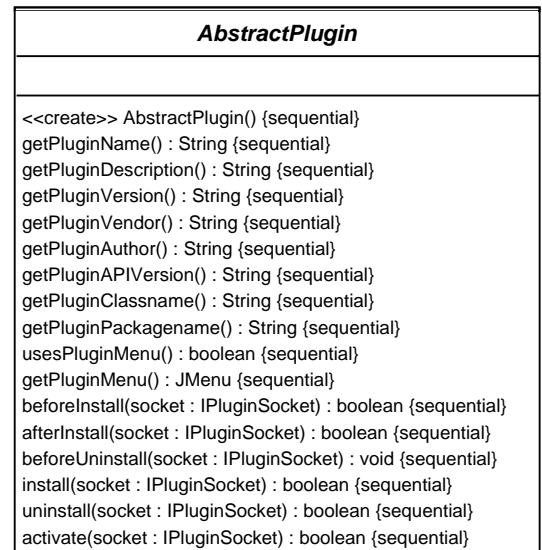 AbstractPlugin
<<create>> AbstractPlugin() {sequential}
getPluginName() : String {sequential}
getPluginDescription() : String {sequential}
getPluginVersion() : String {sequential}
getPluginVendor() : String {sequential}
getPluginAuthor() : String {sequential}
getPluginAPIVersion() : String {sequential}
getPluginClassname() : String {sequential}
getPluginPackagename() : String {sequential}
usesPluginMenu() : boolean {sequential}
getPluginMenu() : JMenu {sequential}
beforeInstall(socket : IPluginSocket) : boolean {sequential}
afterInstall(socket : IPluginSocket) : boolean {sequential}
beforeUninstall(socket : IPluginSocket) : void {sequential}
install(socket : IPluginSocket) : boolean {sequential}
uninstall(socket : IPluginSocket) : boolean {sequential}
activate(socket : IPluginSocket) : boolean {sequential}